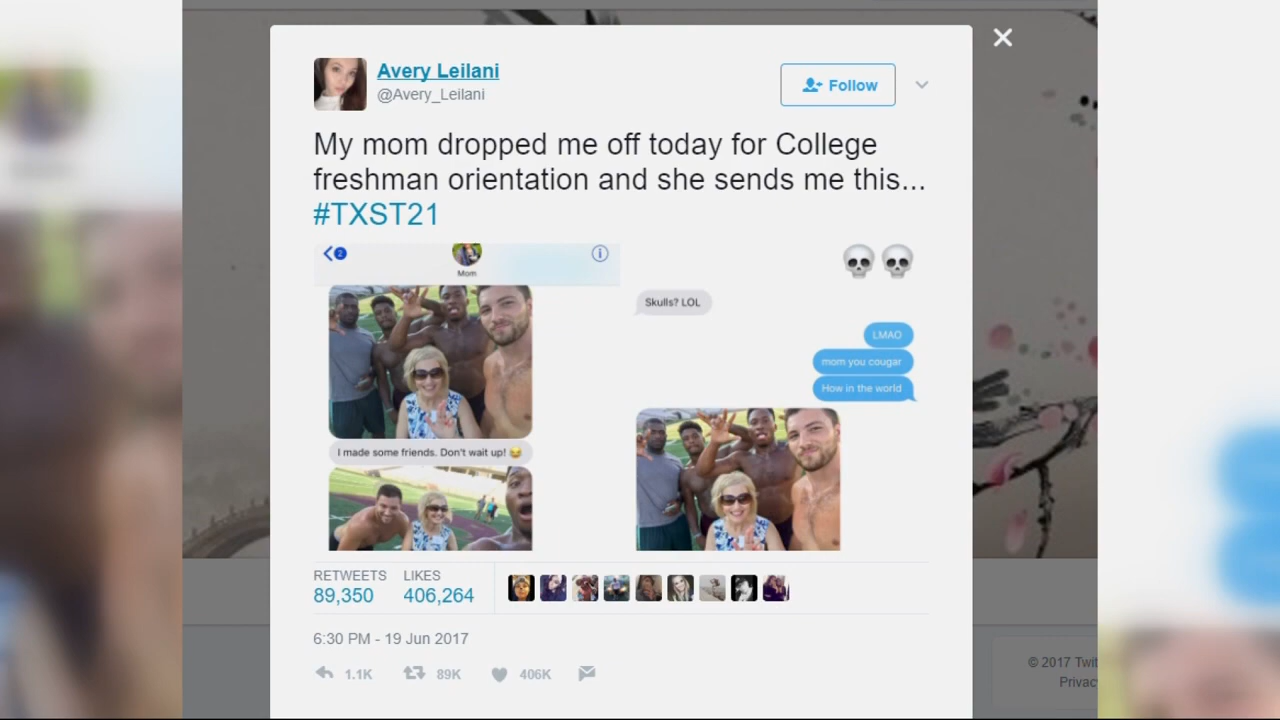 Avery Leilani
@Avery_Leilani
Follow
My mom dropped me off today for College
freshman orientation and she sends me this...
#TXST21
2
Mom
I made some friends. Don't wait up! 😂
💀💀
Skulls? LOL
LMAO
mom you cougar
How in the world
RETWEETS LIKES
89,350 406,264
6:30 PM - 19 Jun 2017
1.1K 89K 406K
© 2017 Twit
Privac